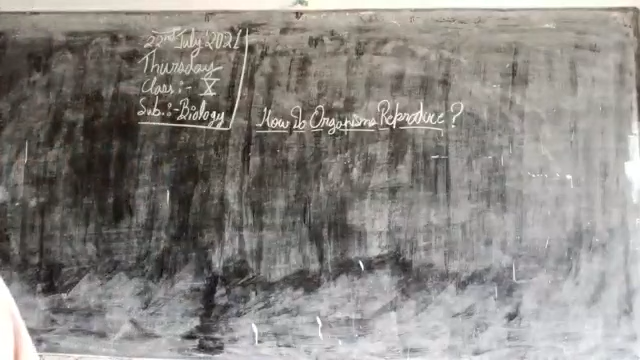 22nd July 2021
Thursday
Class :- X
Sub. :- Biology
How Do Organisms Reproduce ?